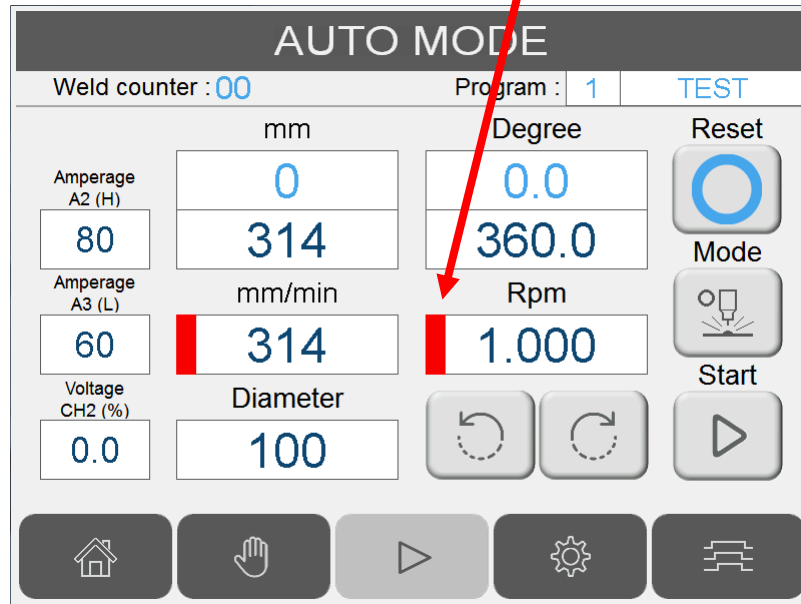 AUTO MODE
Weld counter : 00 Program : 1 TEST
mm Degree Reset
0 0.0
Amperage
A2 (H)
80 314 360.0
Mode
Amperage
A3 (L)
mm/min Rpm
60 314 1.000
Start
Voltage
CH2 (%)
Diameter
0.0 100